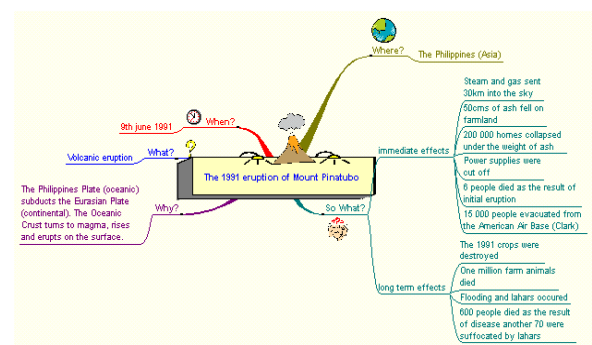 Where?
The Philippines (Asia)
When?
9th june 1991
What?
Volcanic eruption
The 1991 eruption of Mount Pinatubo
Why?
The Philippines Plate (oceanic)
subducts the Eurasian Plate
(continental). The Oceanic
Crust turns to magma, rises
and erupts on the surface.
So What?
immediate effects
Steam and gas sent
30km into the sky
50cms of ash fell on
farmland
200 000 homes collapsed
under the weight of ash
Power supplies were
cut off
6 people died as the result of
initial eruption
15 000 people evacuated from
the American Air Base (Clark)
long term effects
The 1991 crops were
destroyed
One million farm animals
died
Flooding and lahars occured
600 people died as the result
of disease another 70 were
suffocated by lahars